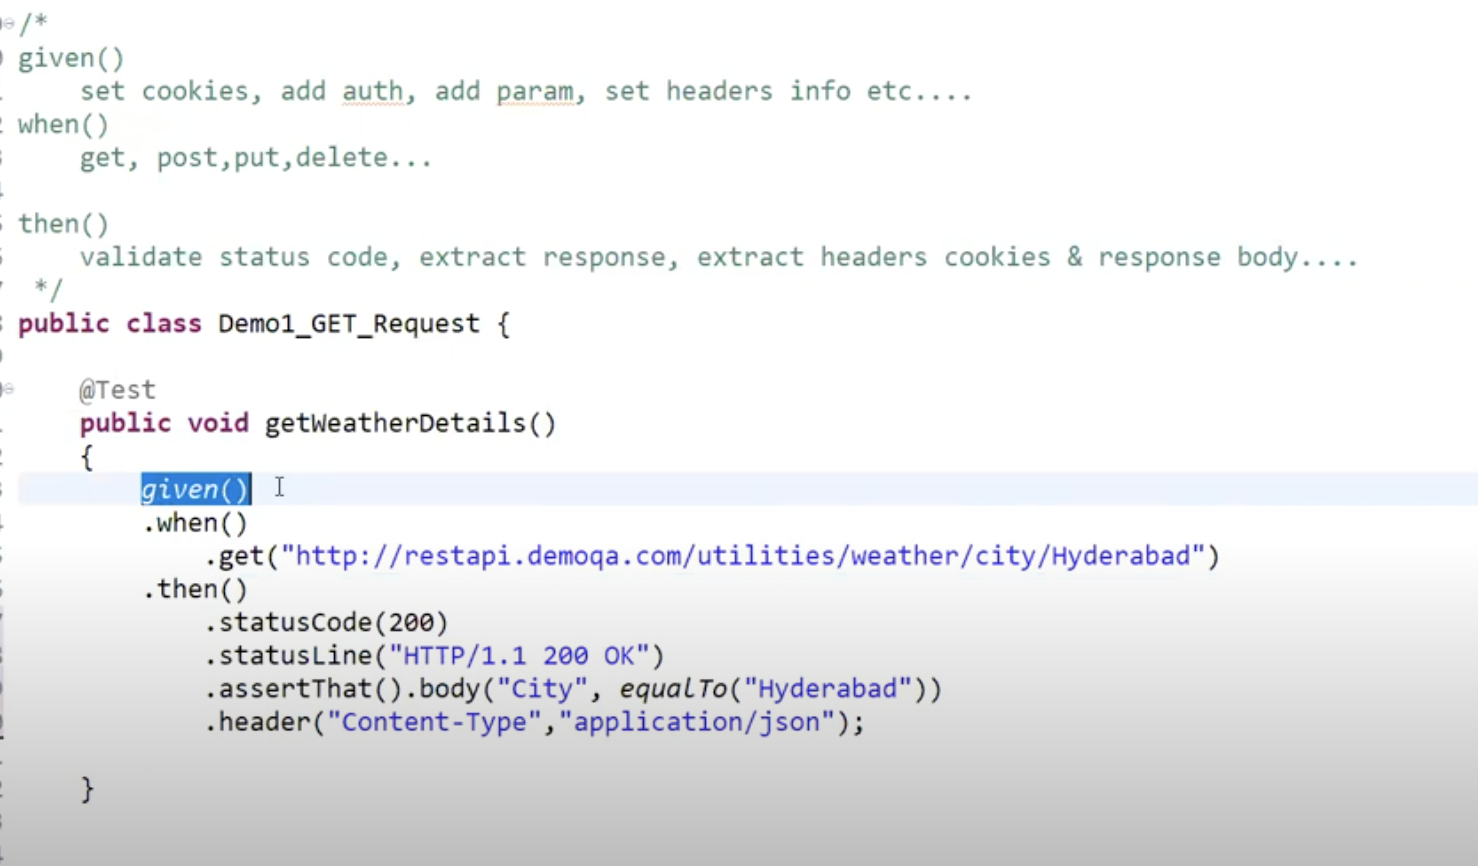 /*
given()
set cookies, add auth, add param, set headers info etc....
when()
get, post,put,delete...
then()
validate status code, extract response, extract headers cookies & response body....
*/
public class Demo1_GET_Request {
@Test
public void getWeatherDetails()
{
given()
.when()
.get("http://restapi.demoqa.com/utilities/weather/city/Hyderabad")
.then()
.statusCode(200)
.statusLine("HTTP/1.1 200 OK")
.assertThat().body("City", equalTo("Hyderabad"))
.header("Content-Type","application/json");
}